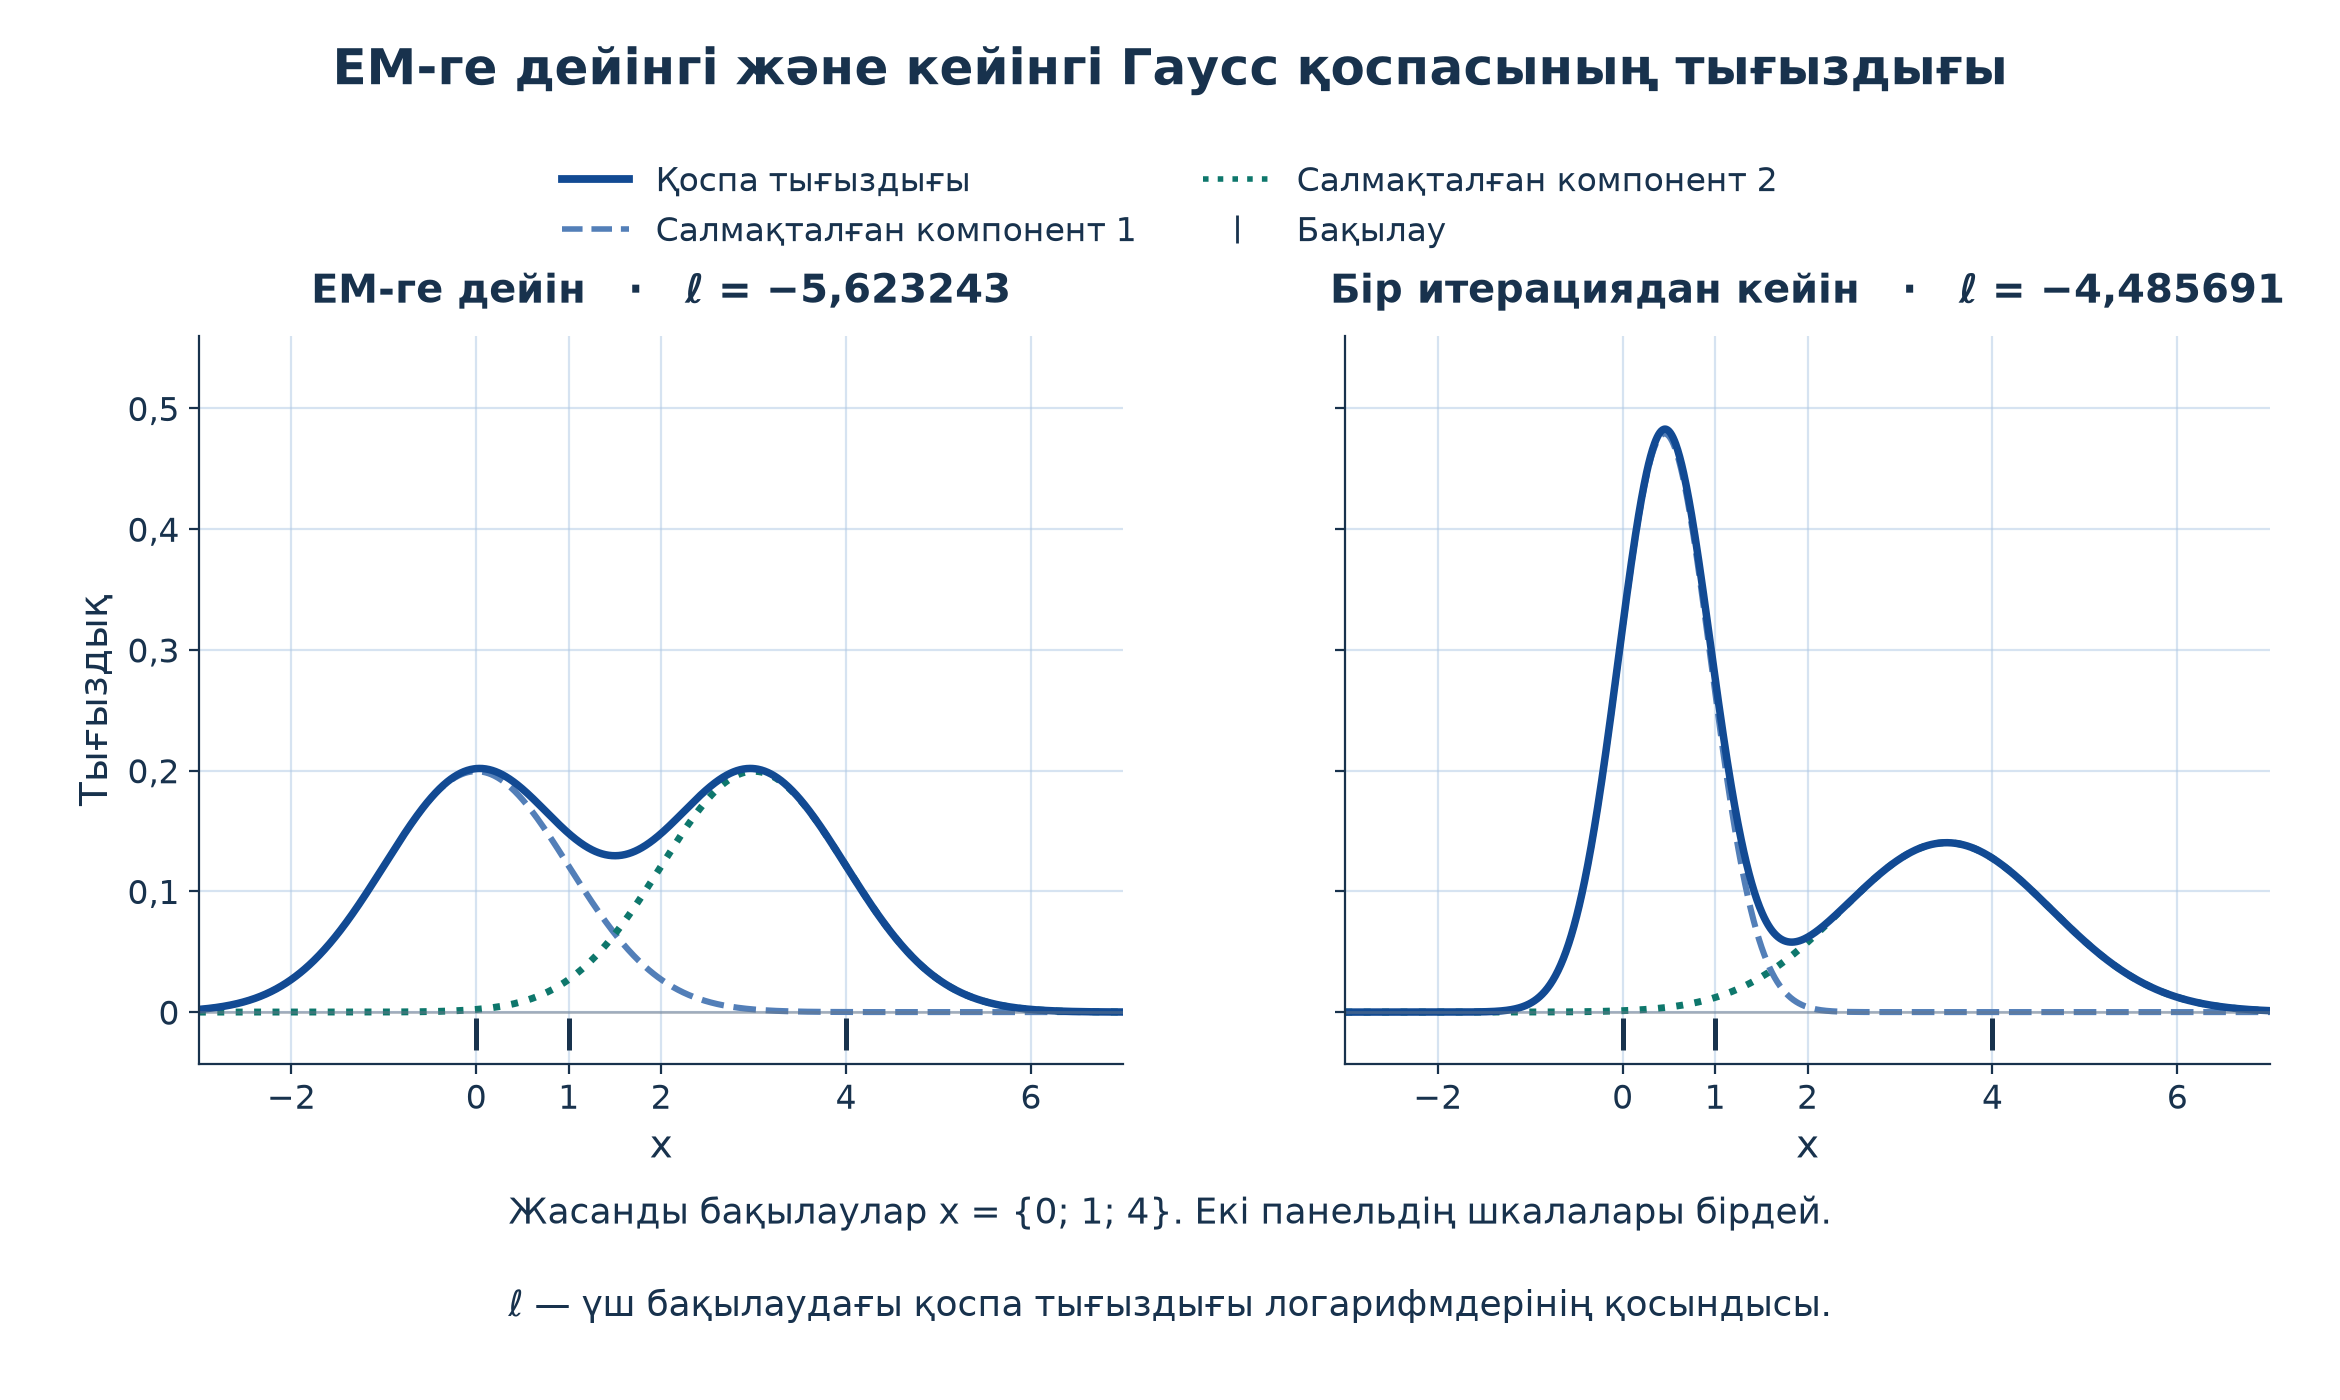 ЕМ-ге дейінгі және кейінгі Гаусс қоспасының тығыздығы
Қоспа тығыздығы
Салмақталған компонент 1
Салмақталған компонент 2
Бақылау
ЕМ-ге дейін · ℓ = −5,623243
Тығыздық
0,5
0,4
0,3
0,2
0,1
0
−2 0 1 2 4 6
x
Бір итерациядан кейін · ℓ = −4,485691
−2 0 1 2 4 6
x
Жасанды бақылаулар x = {0; 1; 4}. Екі панельдің шкалалары бірдей.
ℓ — үш бақылаудағы қоспа тығыздығы логарифмдерінің қосындысы.